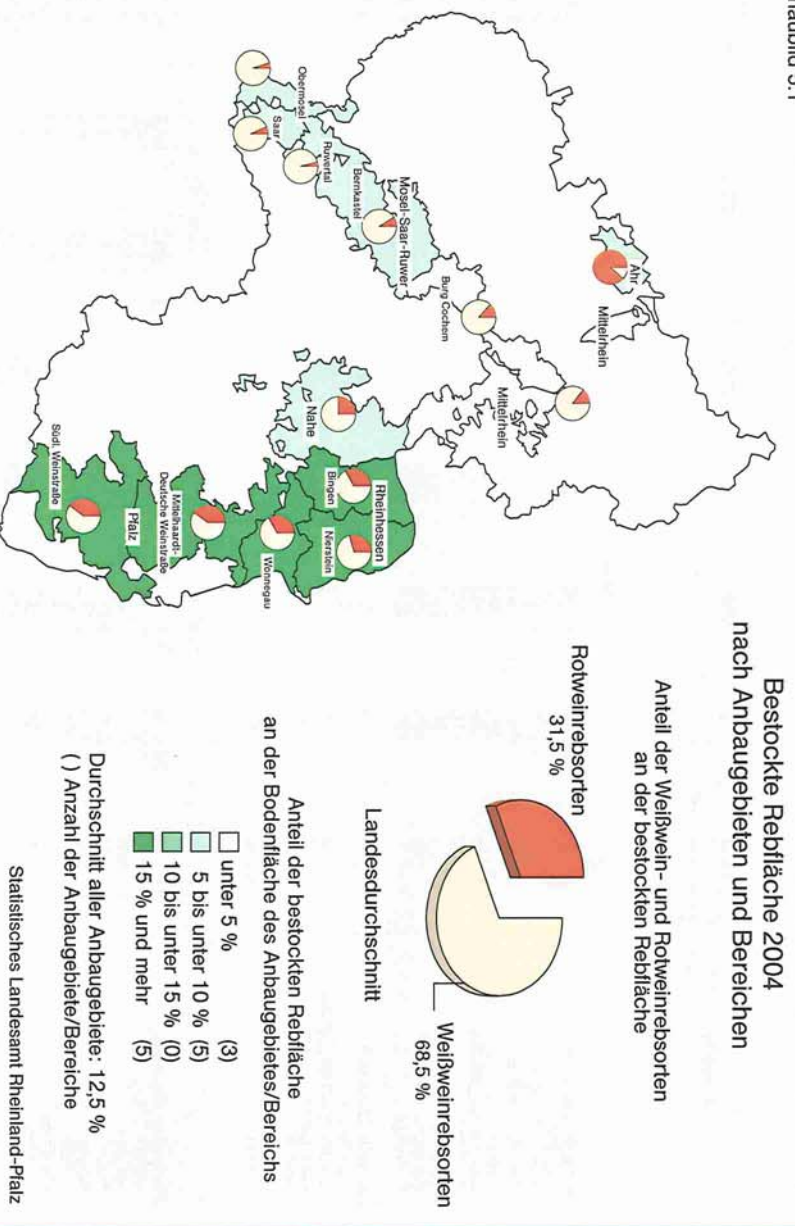 Bestockte Rebfläche 2004
nach Anbaugebieten und Bereichen
Anteil der Weißwein- und Rotweinrebsorten
an der bestockten Rebfläche
Rotweinrebsorten
31,5 %
Weißweinrebsorten
68,5 %
Landesdurchschnitt
Anteil der bestockten Rebfläche
an der Bodenfläche des Anbaugebietes/Bereichs
unter 5 % (3)
5 bis unter 10 % (5)
10 bis unter 15 % (0)
15 % und mehr (5)
Durchschnitt aller Anbaugebiete: 12,5 %
( ) Anzahl der Anbaugebiete/Bereiche
Statistisches Landesamt Rheinland-Pfalz
Ahr
Mittelrhein
Mittelrhein
Burg Cochem
Mosel-Saar-Ruwer
Bernkastel
Ruwertal
Saar
Obermosel
Nahe
Rheinhessen
Bingen
Nierstein
Wonnegau
Mittelhaardt-
Deutsche Weinstraße
Pfalz
Südl. Weinstraße